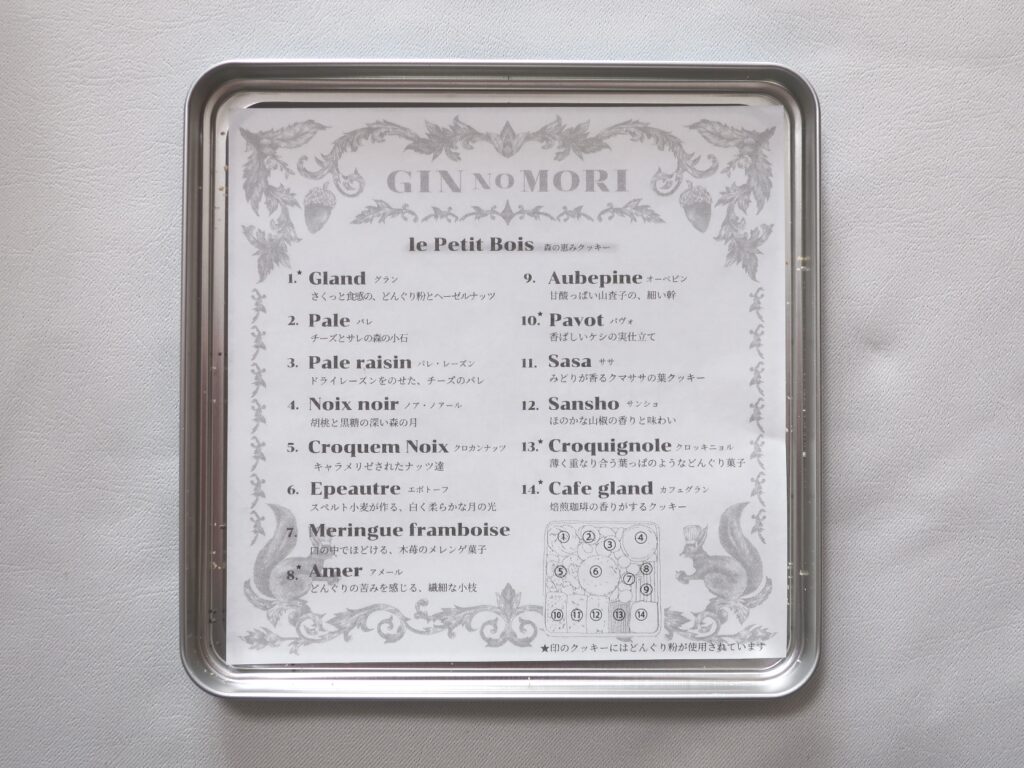 GIN NO MORI
le Petit Bois 森の恵みクッキー
1.★ Gland グラン
さくっと食感の、どんぐり粉とヘーゼルナッツ
2. Pale パレ
チーズとサレの森の小石
3. Pale raisin パレ・レーズン
ドライレーズンをのせた、チーズのパレ
4. Noix noir ノア・ノアール
胡桃と黒糖の深い森の月
5. Croquem Noix クロカンナッツ
キャラメリゼされたナッツ達
6. Epeautre エポトーフ
スペルト小麦が作る、白く柔らかな月の光
7. Meringue framboise
口の中でほどける、木苺のメレンゲ菓子
8.★ Amer アメール
どんぐりの苦みを感じる、繊細な小枝
9. Aubepine オーベピン
甘酸っぱい山査子の、細い幹
10.★ Pavot パヴォ
香ばしいケシの実仕立て
11. Sasa ササ
みどりが香るクマササの葉クッキー
12. Sansho サンショ
ほのかな山椒の香りと味わい
13.★ Croquignole クロッキニョル
薄く重なり合う葉っぱのようなどんぐり菓子
14.★ Cafe gland カフェグラン
焙煎珈琲の香りがするクッキー
① ② ③ ④
⑤ ⑥ ⑦ ⑧
⑨
⑩ ⑪ ⑫ ⑬ ⑭
★印のクッキーにはどんぐり粉が使用されています